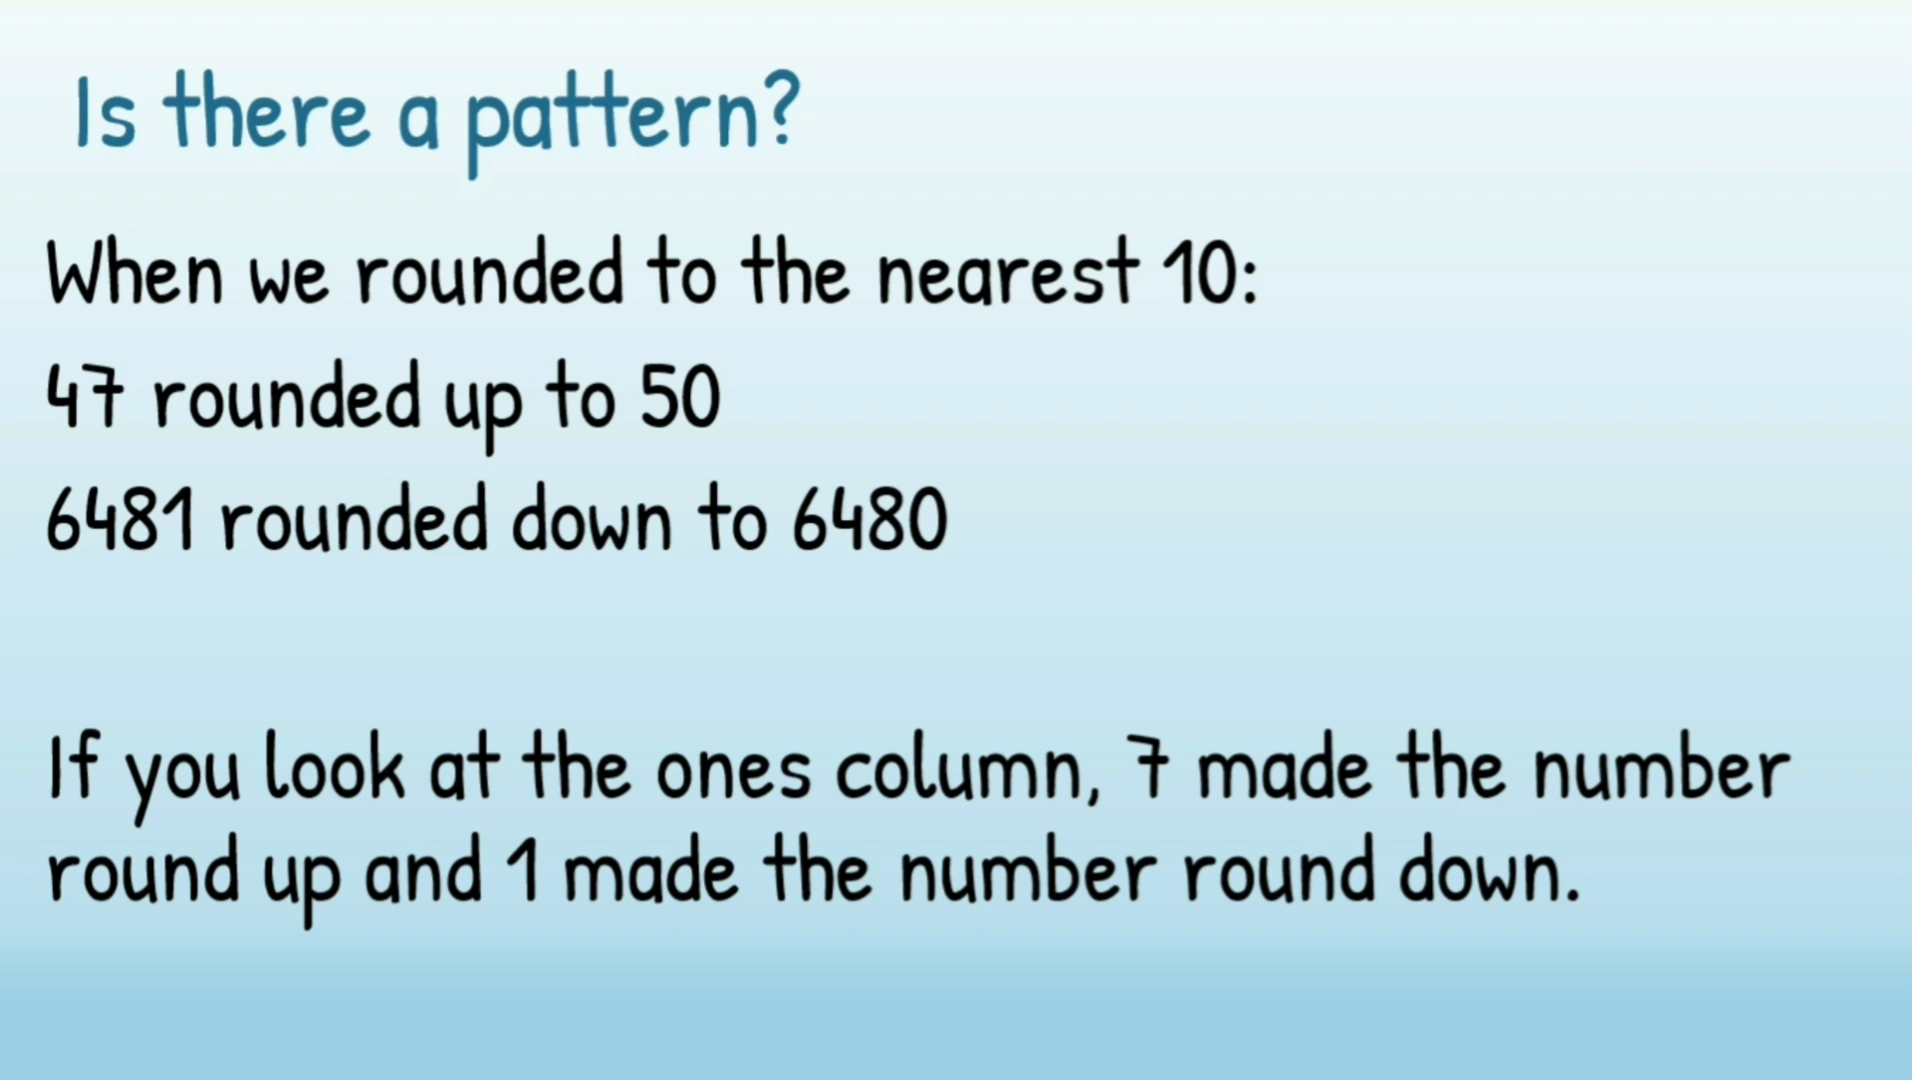 Is there a pattern?
When we rounded to the nearest 10:
47 rounded up to 50
6481 rounded down to 6480
If you look at the ones column, 7 made the number
round up and 1 made the number round down.